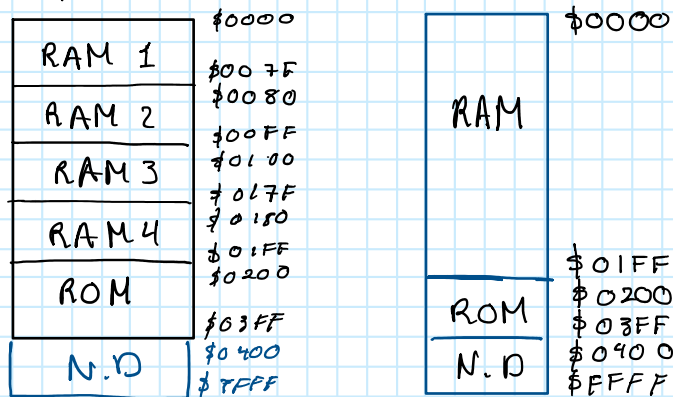 $0000
RAM 1
$007F
$0080
RAM 2
$00FF
$0100
RAM 3
$017F
$0180
RAM 4
$01FF
$0200
ROM
$03FF
$0400
N.D
$FFFF
$0000
RAM
$01FF
$0200
ROM
$03FF
$0400
N.D
$FFFF